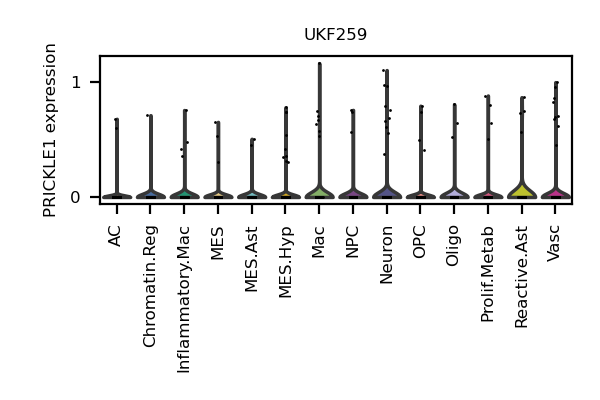 UKF259
PRICKLE1 expression
1
0
AC
Chromatin.Reg
Inflammatory.Mac
MES
MES.Ast
MES.Hyp
Mac
NPC
Neuron
OPC
Oligo
Prolif.Metab
Reactive.Ast
Vasc